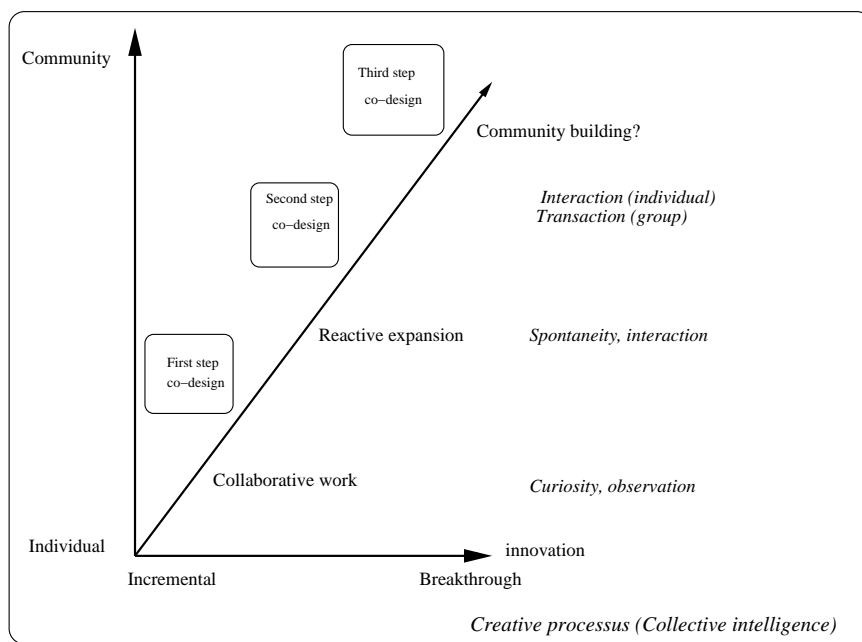 Community
Third step
co−design
Community building?
Second step
co−design
Interaction (individual)
Transaction (group)
Reactive expansion
Spontaneity, interaction
First step
co−design
Collaborative work
Curiosity, observation
Individual
innovation
Incremental
Breakthrough
Creative processus (Collective intelligence)